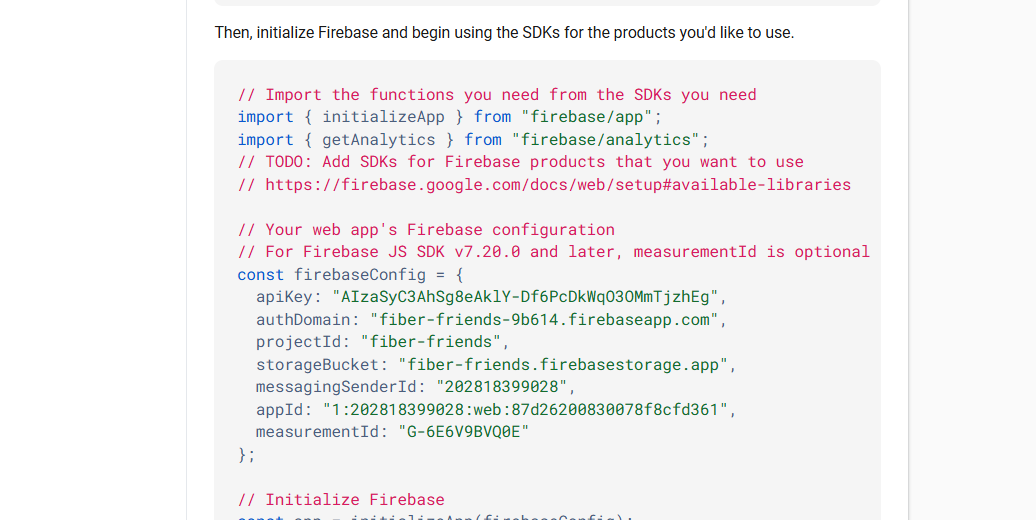 Then, initialize Firebase and begin using the SDKs for the products you'd like to use.
// Import the functions you need from the SDKs you need
import { initializeApp } from "firebase/app";
import { getAnalytics } from "firebase/analytics";
// TODO: Add SDKs for Firebase products that you want to use
// https://firebase.google.com/docs/web/setup#available-libraries
// Your web app's Firebase configuration
// For Firebase JS SDK v7.20.0 and later, measurementId is optional
const firebaseConfig = {
apiKey: "AIzaSyC3AhSg8eAklY-Df6PcDkWqO3OMmTjzhEg",
authDomain: "fiber-friends-9b614.firebaseapp.com",
projectId: "fiber-friends",
storageBucket: "fiber-friends.firebasestorage.app",
messagingSenderId: "202818399028",
appId: "1:202818399028:web:87d26200830078f8cfd361",
measurementId: "G-6E6V9BVQ0E"
};
// Initialize Firebase
const app = initializeApp(firebaseConfig);